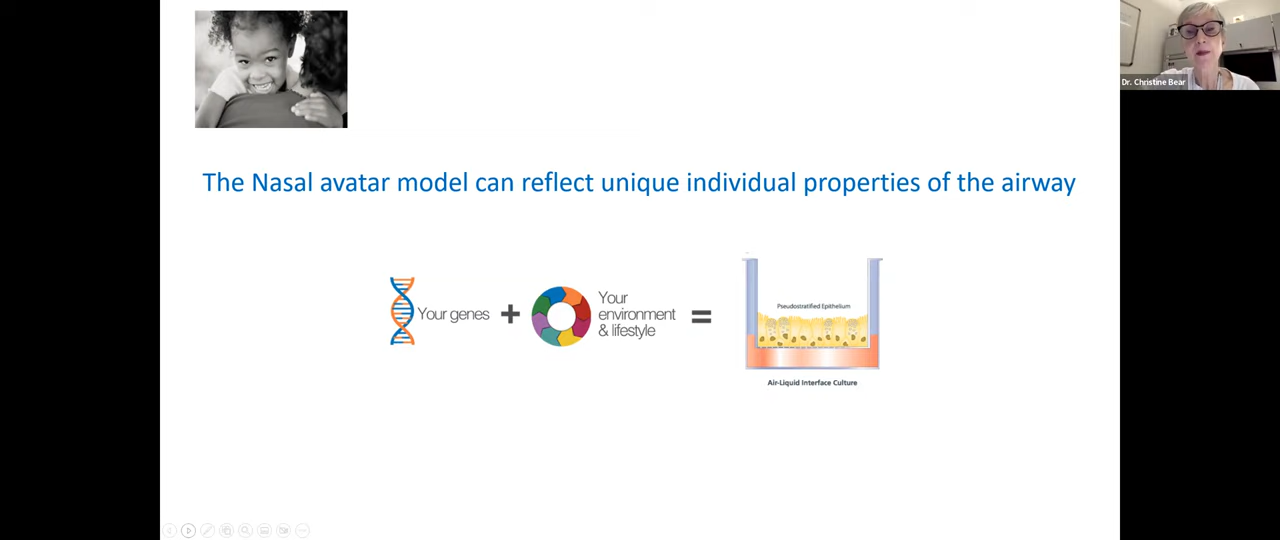 Dr. Christine Bear
The Nasal avatar model can reflect unique individual properties of the airway
Your genes
+
Your
environment
& lifestyle
=
Pseudostratified Epithelium
Air-Liquid Interface Culture